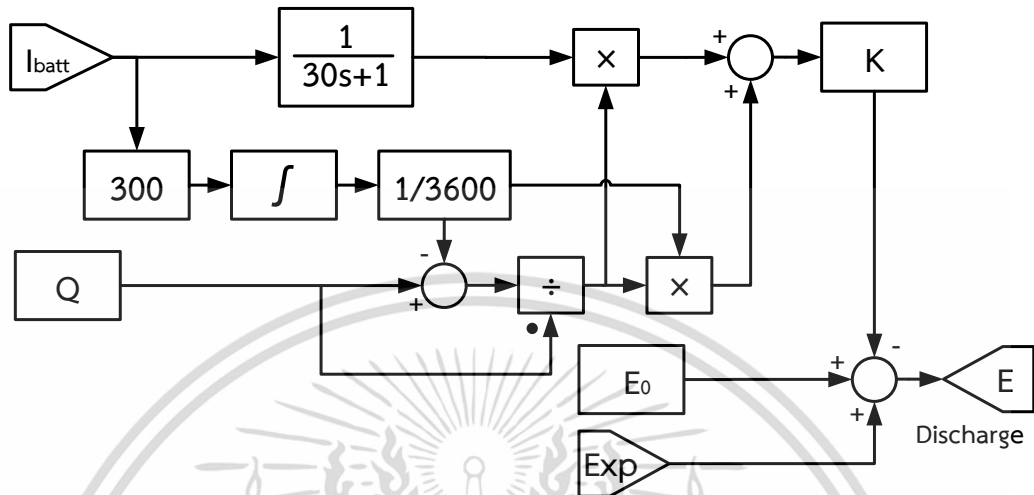 Ibatt
1
30s+1
×
+
+
K
300
∫
1/3600
Q
-
+
÷
•
×
E0
+
-
+
E
Exp
Discharge